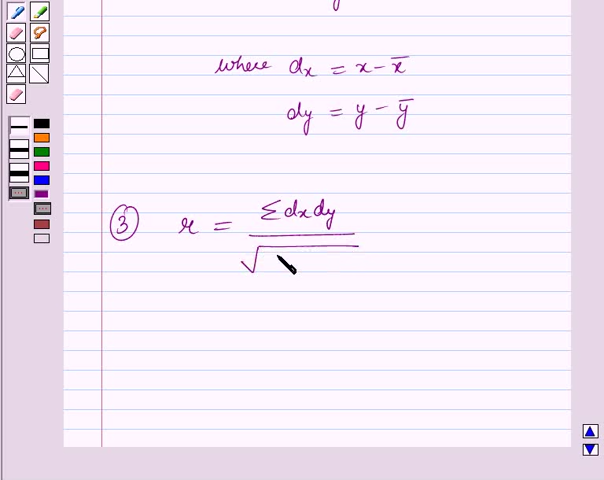 where dx = x - x̅
dy = y - y̅
③ r = Σdxdy / √